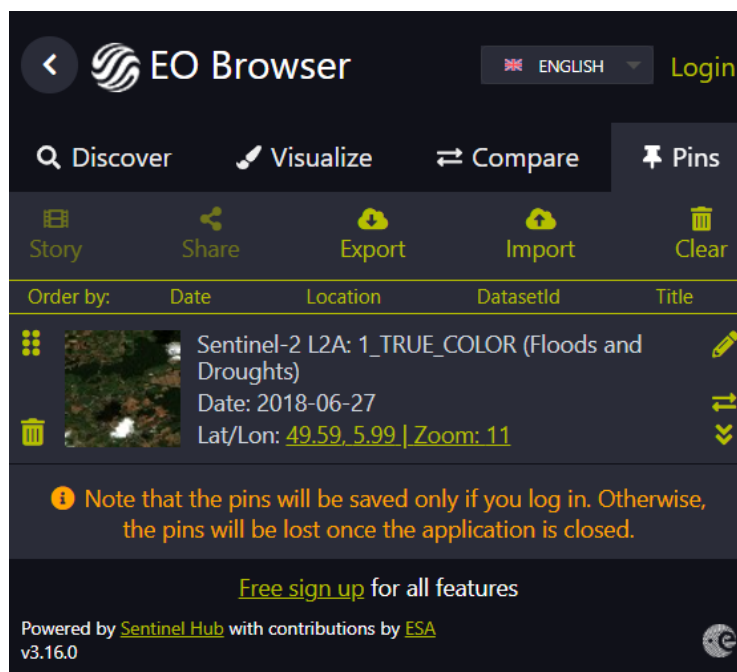 EO Browser
ENGLISH
Login
Discover
Visualize
Compare
Pins
Story
Share
Export
Import
Clear
Order by:
Date
Location
DatasetId
Title
Sentinel-2 L2A: 1_TRUE_COLOR (Floods and
Droughts)
Date: 2018-06-27
Lat/Lon: 49.59, 5.99 | Zoom: 11
Note that the pins will be saved only if you log in. Otherwise,
the pins will be lost once the application is closed.
Free sign up for all features
Powered by Sentinel Hub with contributions by ESA
v3.16.0